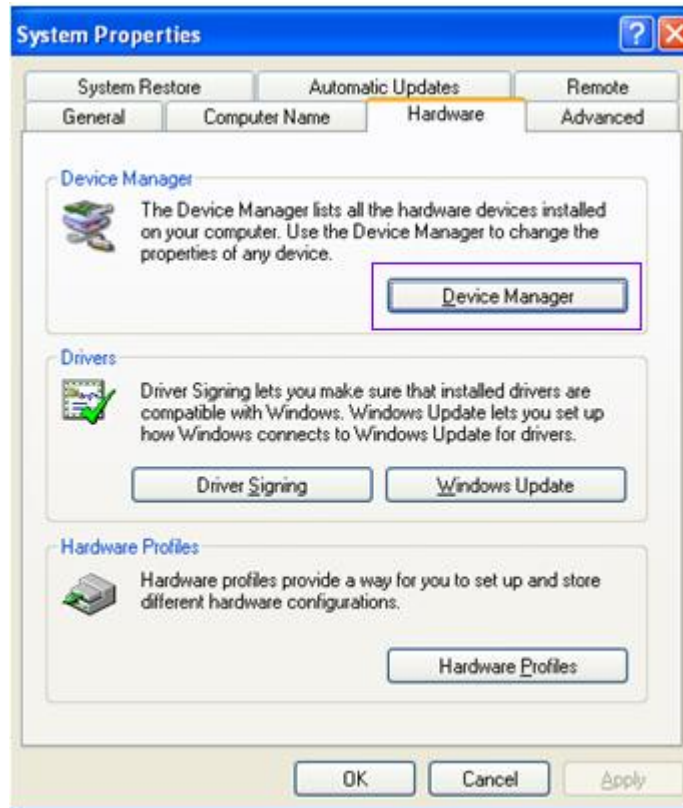 System Properties
System Restore Automatic Updates Remote
General Computer Name Hardware Advanced
Device Manager
The Device Manager lists all the hardware devices installed
on your computer. Use the Device Manager to change the
properties of any device.
Device Manager
Drivers
Driver Signing lets you make sure that installed drivers are
compatible with Windows. Windows Update lets you set up
how Windows connects to Windows Update for drivers.
Driver Signing Windows Update
Hardware Profiles
Hardware profiles provide a way for you to set up and store
different hardware configurations.
Hardware Profiles
OK Cancel Apply